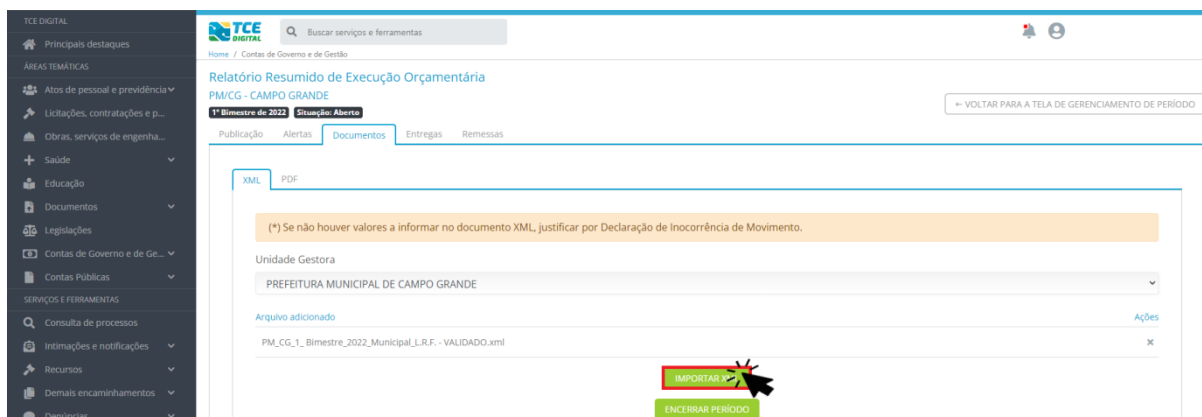 TCE DIGITAL
Principais destaques
ÁREAS TEMÁTICAS
Atos de pessoal e previdência
Licitações, contratações e p...
Obras, serviços de engenha...
Saúde
Educação
Documentos
Legislações
Contas de Governo e de Ge...
Contas Públicas
SERVIÇOS E FERRAMENTAS
Consulta de processos
Intimações e notificações
Recursos
Demais encaminhamentos
Denúncias
TCE
DIGITAL
Buscar serviços e ferramentas
Home / Contas de Governo e de Gestão
Relatório Resumido de Execução Orçamentária
PM/CG - CAMPO GRANDE
1º Bimestre de 2022 Situação: Aberto
← VOLTAR PARA A TELA DE GERENCIAMENTO DE PERÍODO
Publicação Alertas Documentos Entregas Remessas
XML PDF
(*) Se não houver valores a informar no documento XML, justificar por Declaração de Inocorrência de Movimento.
Unidade Gestora
PREFEITURA MUNICIPAL DE CAMPO GRANDE
Arquivo adicionado Ações
PM_CG_1_ Bimestre_2022_Municipal_L.R.F. - VALIDADO.xml
IMPORTAR
ENCERRAR PERÍODO